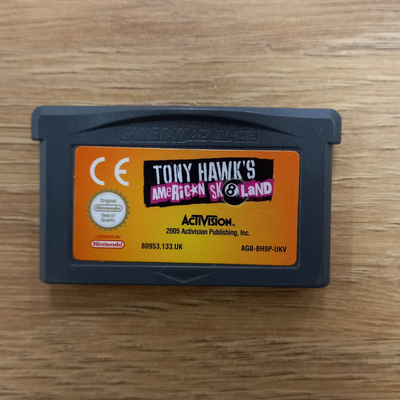 GAME BOY ADVANCE
CE
TONY HAWK'S
AMERICAN SK8LAND
Original
Nintendo
Seal of
Quality
LICENSED BY
Nintendo
ACTIVISION
2005 Activision Publishing, Inc.
80953.133.UK
AGB-BH9P-UKV